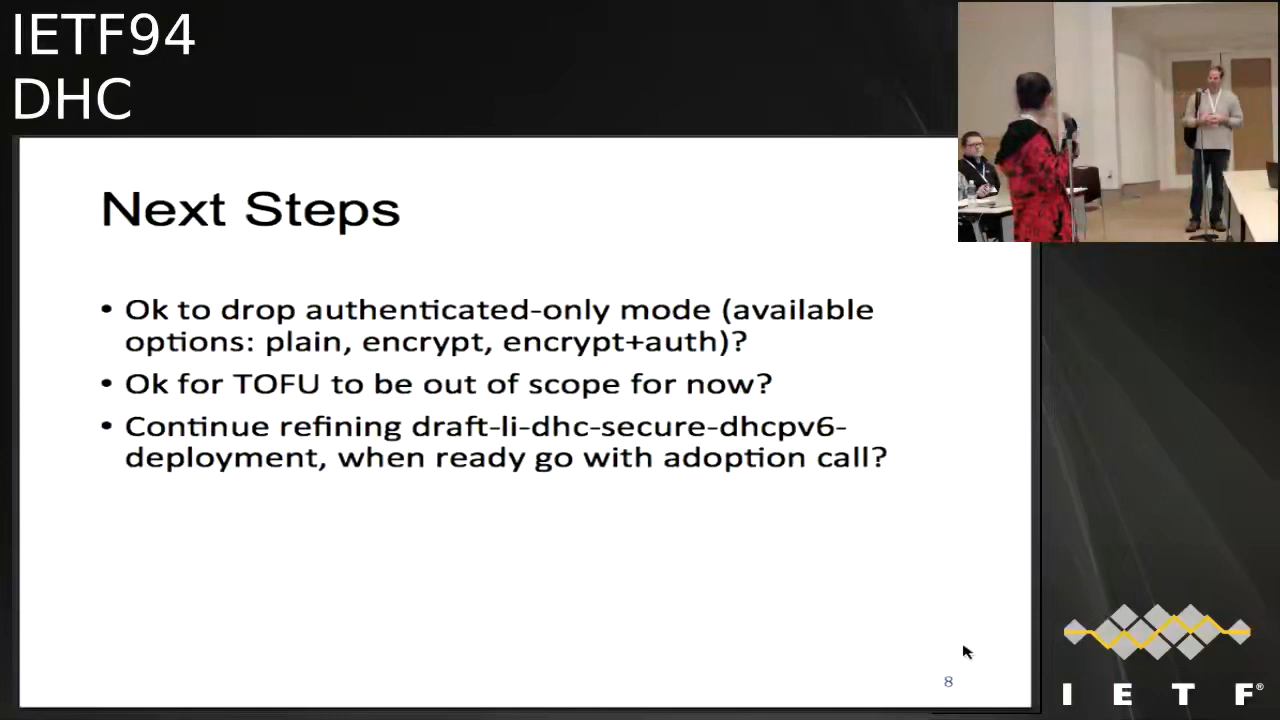 IETF94
DHC
Next Steps
• Ok to drop authenticated-only mode (available
options: plain, encrypt, encrypt+auth)?
• Ok for TOFU to be out of scope for now?
• Continue refining draft-li-dhc-secure-dhcpv6-
deployment, when ready go with adoption call?
8
I E T F®